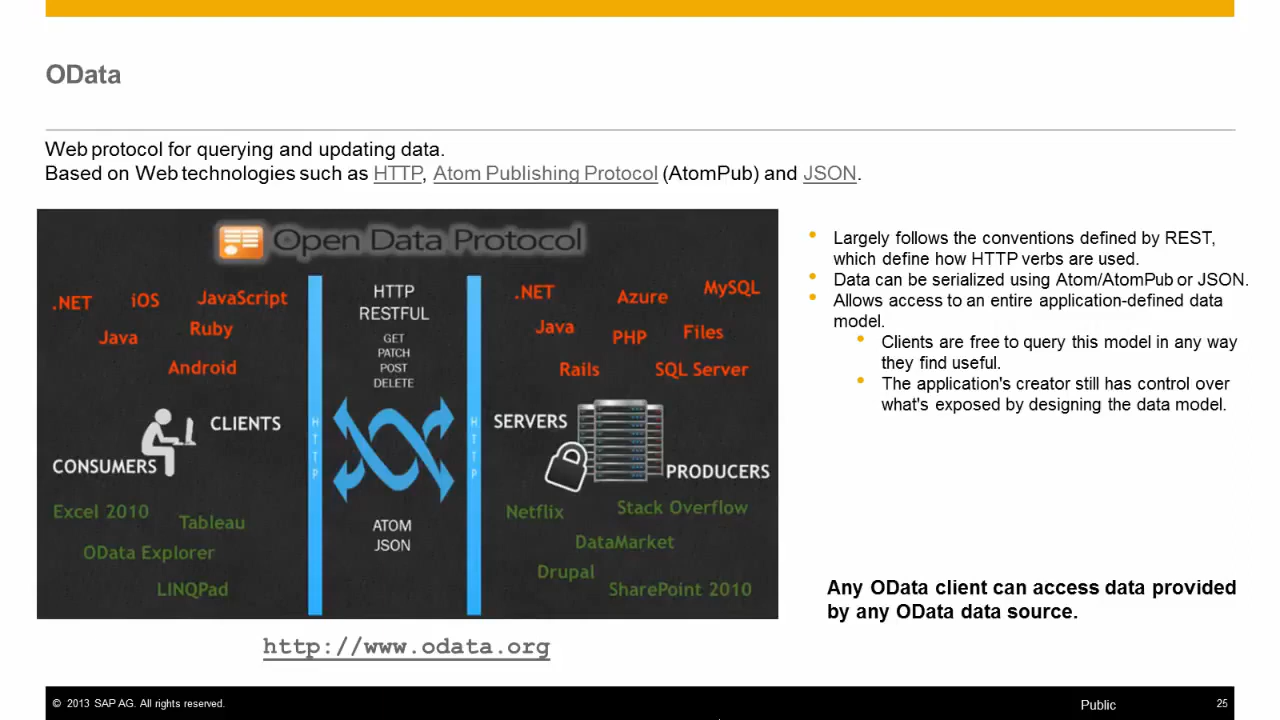 OData
Web protocol for querying and updating data.
Based on Web technologies such as HTTP, Atom Publishing Protocol (AtomPub) and JSON.
Open Data Protocol
.NET
iOS
JavaScript
Java
Ruby
Android
CLIENTS
CONSUMERS
Excel 2010
Tableau
OData Explorer
LINQPad
HTTP
HTTP
RESTFUL
GET
PATCH
POST
DELETE
ATOM
JSON
HTTP
.NET
Azure
MySQL
Java
PHP
Files
Rails
SQL Server
SERVERS
PRODUCERS
Netflix
Stack Overflow
DataMarket
Drupal
SharePoint 2010
http://www.odata.org
• Largely follows the conventions defined by REST,
which define how HTTP verbs are used.
• Data can be serialized using Atom/AtomPub or JSON.
• Allows access to an entire application-defined data
model.
• Clients are free to query this model in any way
they find useful.
• The application's creator still has control over
what's exposed by designing the data model.
Any OData client can access data provided
by any OData data source.
© 2013 SAP AG. All rights reserved.
Public
25